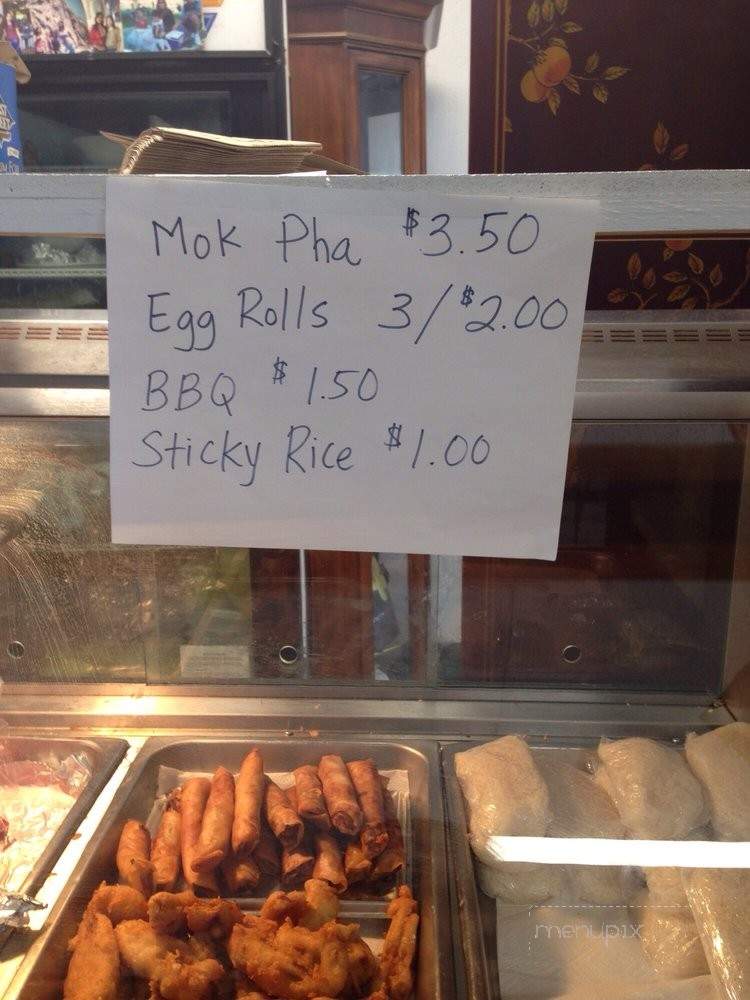 Mok Pha $3.50
Egg Rolls 3/$2.00
BBQ $1.50
Sticky Rice $1.00
menupix